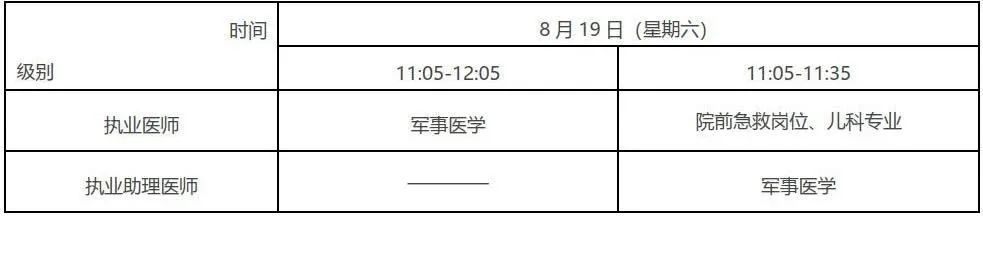 时间
8 月 19 日（星期六）
级别
11:05-12:05
11:05-11:35
执业医师
军事医学
院前急救岗位、儿科专业
执业助理医师
————
军事医学